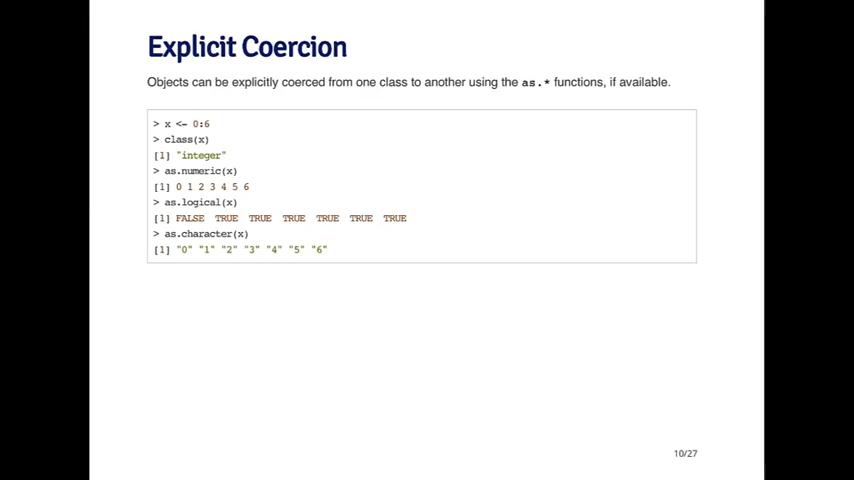 Explicit Coercion
Objects can be explicitly coerced from one class to another using the as.* functions, if available.
> x <- 0:6
> class(x)
[1] "integer"
> as.numeric(x)
[1] 0 1 2 3 4 5 6
> as.logical(x)
[1] FALSE  TRUE  TRUE  TRUE  TRUE  TRUE  TRUE
> as.character(x)
[1] "0" "1" "2" "3" "4" "5" "6"
10/27